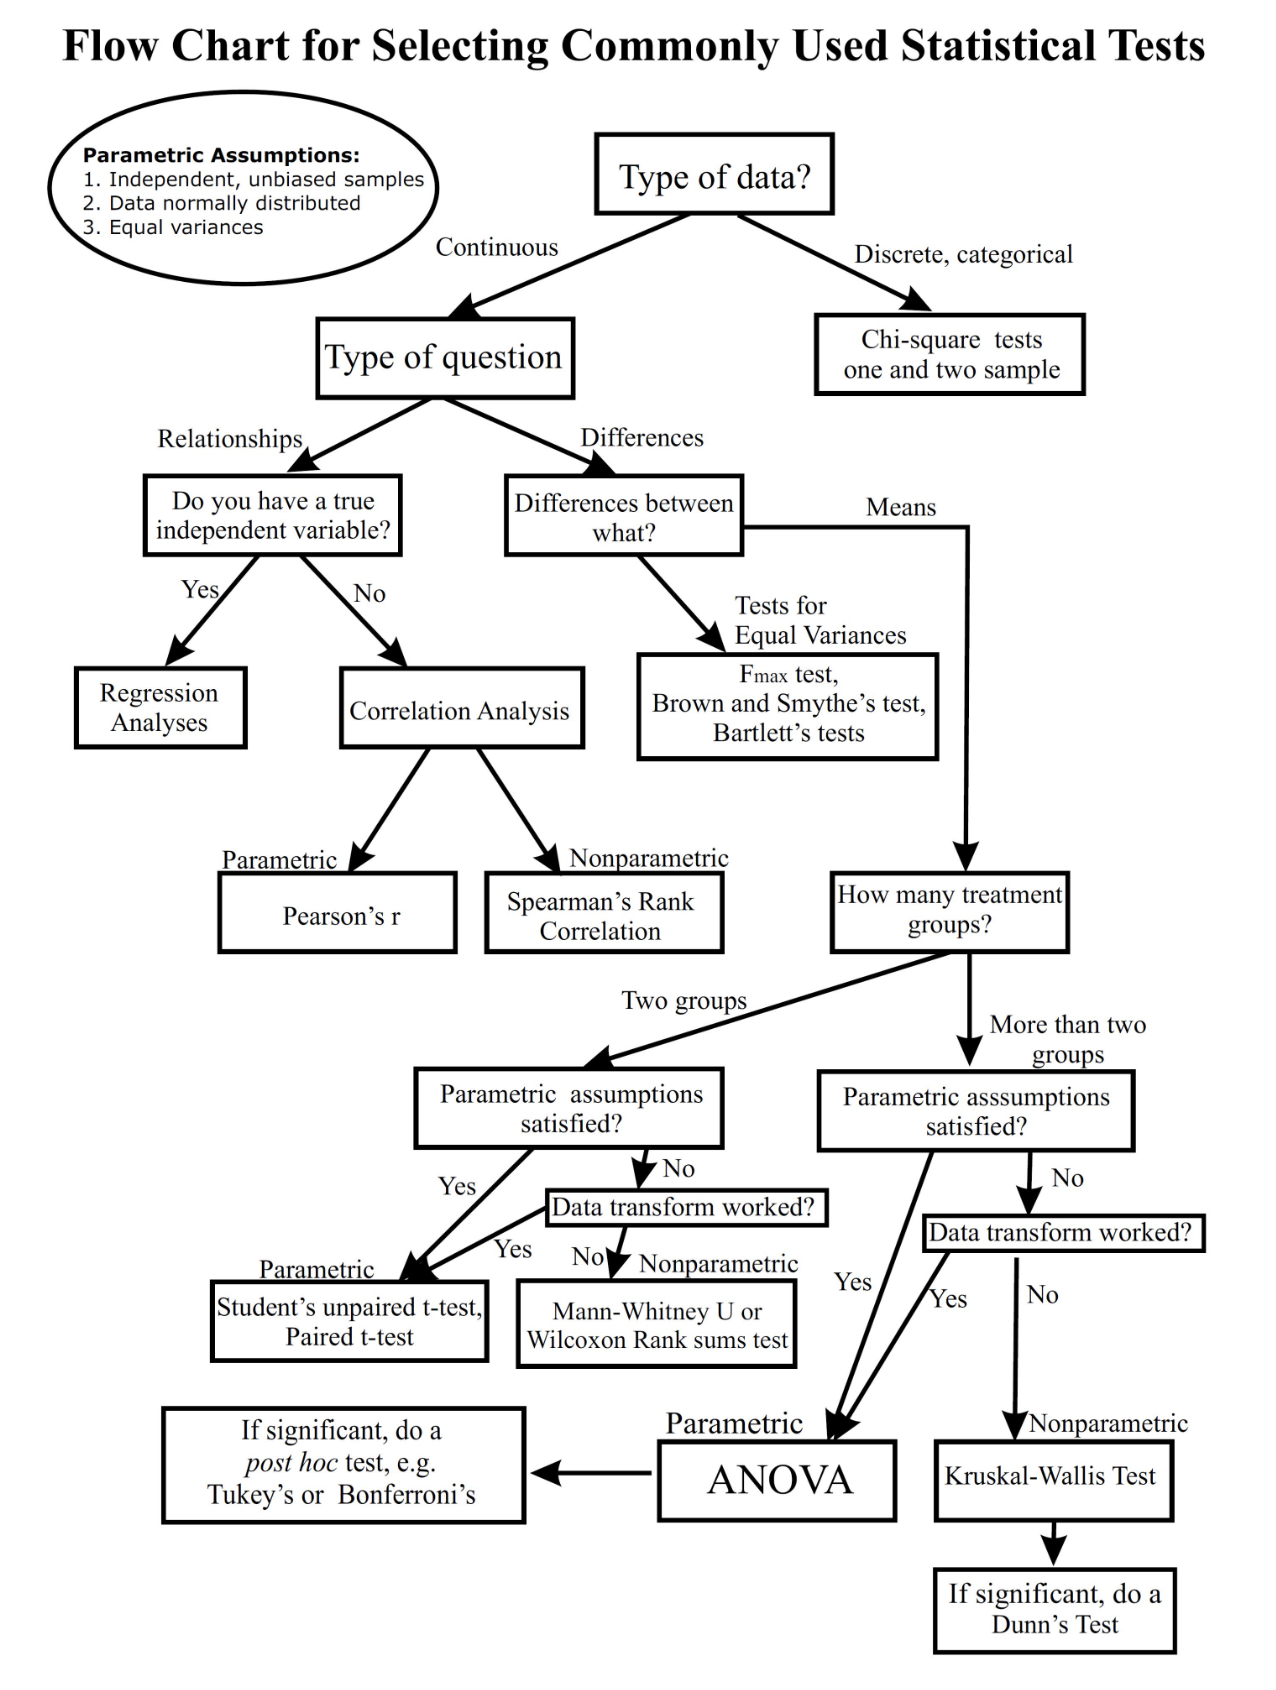 Flow Chart for Selecting Commonly Used Statistical Tests
Parametric Assumptions:
1. Independent, unbiased samples
2. Data normally distributed
3. Equal variances
Type of data?
Continuous
Discrete, categorical
Type of question
Chi-square tests
one and two sample
Relationships
Differences
Do you have a true
independent variable?
Differences between
what?
Means
Yes
No
Tests for
Equal Variances
Regression
Analyses
Correlation Analysis
Fmax test,
Brown and Smythe's test,
Bartlett's tests
Parametric
Nonparametric
Pearson's r
Spearman's Rank
Correlation
How many treatment
groups?
Two groups
More than two
groups
Parametric assumptions
satisfied?
Parametric asssumptions
satisfied?
Yes
No
No
Data transform worked?
Data transform worked?
Yes
No
Nonparametric
Parametric
Yes
Yes
No
Student's unpaired t-test,
Paired t-test
Mann-Whitney U or
Wilcoxon Rank sums test
Parametric
Nonparametric
If significant, do a
post hoc test, e.g.
Tukey's or Bonferroni's
ANOVA
Kruskal-Wallis Test
If significant, do a
Dunn's Test